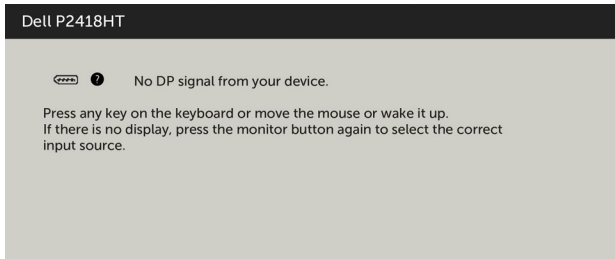 Dell P2418HT
? No DP signal from your device.
Press any key on the keyboard or move the mouse or wake it up.
If there is no display, press the monitor button again to select the correct
input source.